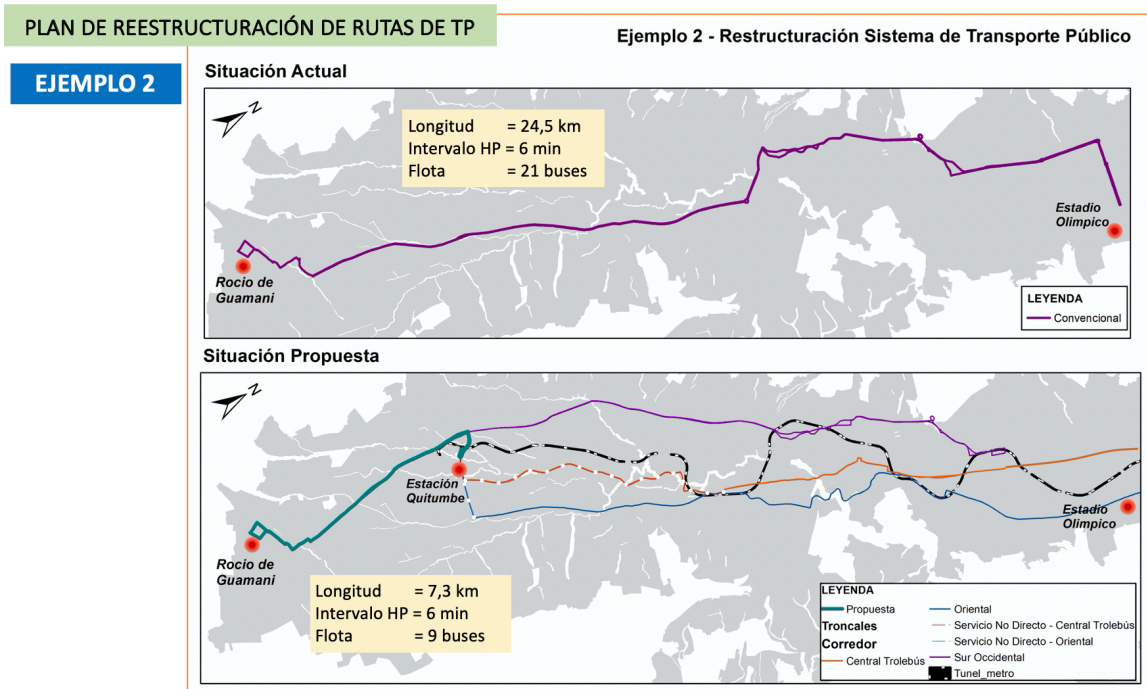 PLAN DE REESTRUCTURACIÓN DE RUTAS DE TP
Ejemplo 2 - Restructuración Sistema de Transporte Público
EJEMPLO 2
Situación Actual
N
Longitud = 24,5 km
Intervalo HP = 6 min
Flota = 21 buses
Estadio
Olimpico
Rocio de
Guamani
LEYENDA
Convencional
Situación Propuesta
N
Estación
Quitumbe
Estadio
Olimpico
Rocio de
Guamani
Longitud = 7,3 km
Intervalo HP = 6 min
Flota = 9 buses
LEYENDA
Propuesta
Troncales
Corredor
Central Trolebús
Oriental
Servicio No Directo - Central Trolebús
Servicio No Directo - Oriental
Sur Occidental
Tunel_metro